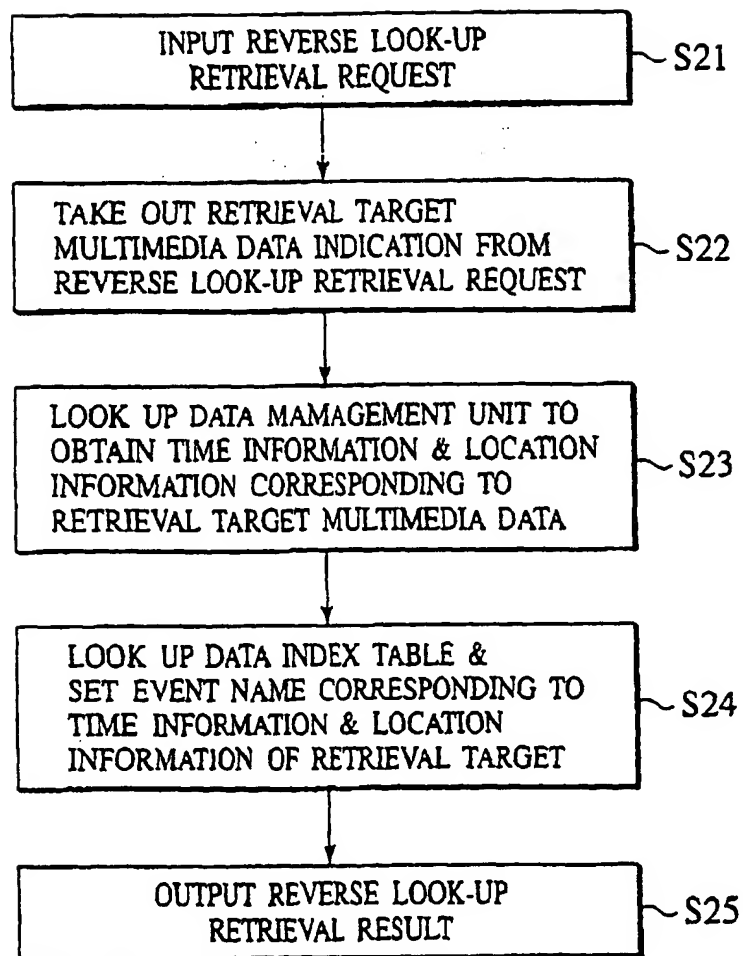 INPUT REVERSE LOOK-UP
RETRIEVAL REQUEST
S21
TAKE OUT RETRIEVAL TARGET
MULTIMEDIA DATA INDICATION FROM
REVERSE LOOK-UP RETRIEVAL REQUEST
S22
LOOK UP DATA MAMAGEMENT UNIT TO
OBTAIN TIME INFORMATION & LOCATION
INFORMATION CORRESPONDING TO
RETRIEVAL TARGET MULTIMEDIA DATA
S23
LOOK UP DATA INDEX TABLE &
SET EVENT NAME CORRESPONDING TO
TIME INFORMATION & LOCATION
INFORMATION OF RETRIEVAL TARGET
S24
OUTPUT REVERSE LOOK-UP
RETRIEVAL RESULT
S25